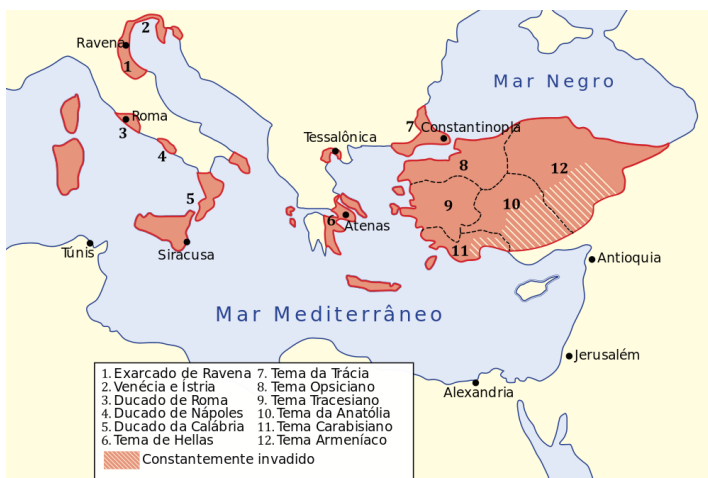 2
Ravena
1
Mar Negro
Roma
3
7
Constantinopla
Tessalônica
4
8
12
5
9
10
6
Atenas
11
Túnis
Siracusa
Antioquia
Mar Mediterrâneo
Jerusalém
Alexandria
1. Exarcado de Ravena
2. Venécia e Ístria
3. Ducado de Roma
4. Ducado de Nápoles
5. Ducado da Calábria
6. Tema de Hellas
7. Tema da Trácia
8. Tema Opsiciano
9. Tema Tracesiano
10. Tema da Anatólia
11. Tema Carabisiano
12. Tema Armeníaco
Constantemente invadido